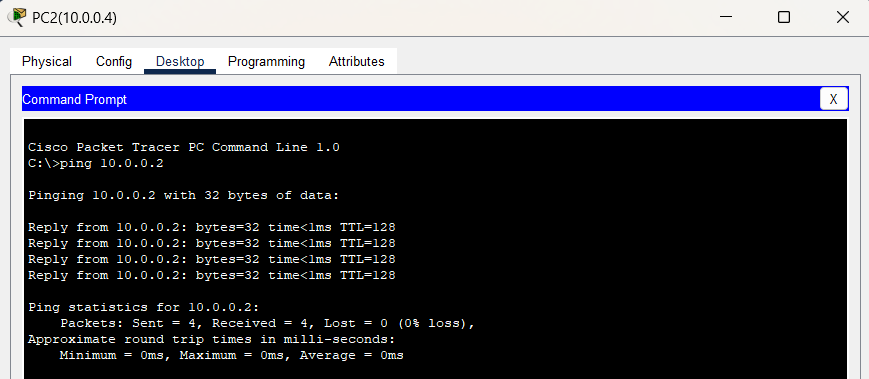 PC2(10.0.0.4)
Physical Config Desktop Programming Attributes
Command Prompt X
Cisco Packet Tracer PC Command Line 1.0
C:\>ping 10.0.0.2
Pinging 10.0.0.2 with 32 bytes of data:
Reply from 10.0.0.2: bytes=32 time<1ms TTL=128
Reply from 10.0.0.2: bytes=32 time<1ms TTL=128
Reply from 10.0.0.2: bytes=32 time<1ms TTL=128
Reply from 10.0.0.2: bytes=32 time<1ms TTL=128
Ping statistics for 10.0.0.2:
Packets: Sent = 4, Received = 4, Lost = 0 (0% loss),
Approximate round trip times in milli-seconds:
Minimum = 0ms, Maximum = 0ms, Average = 0ms